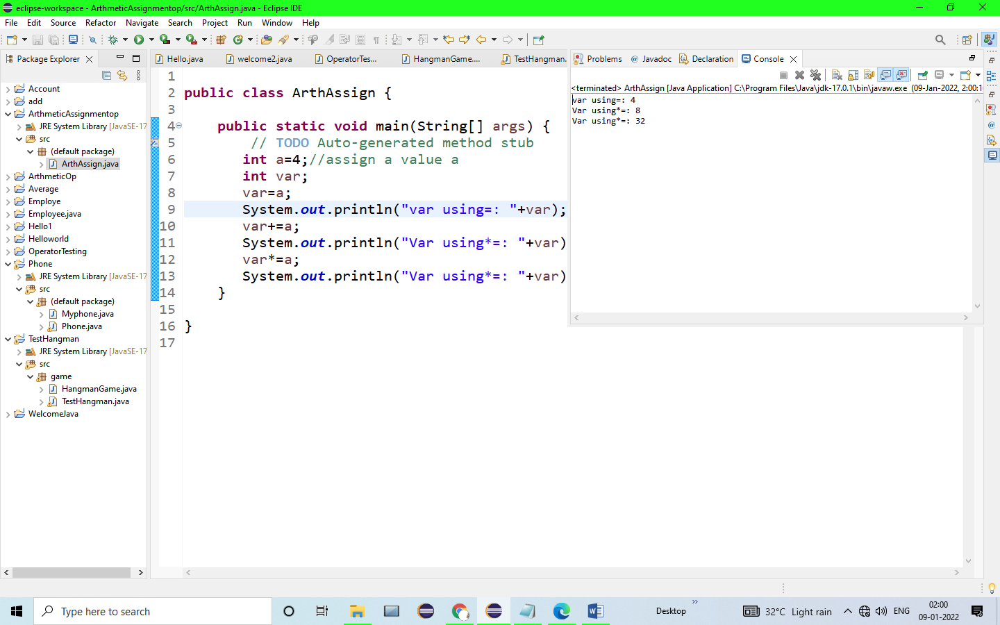 eclipse-workspace - ArthmeticAssignmentop/src/ArthAssign.java - Eclipse IDE
File Edit Source Refactor Navigate Search Project Run Window Help
Package Explorer
Account
add
ArthmeticAssignmentop
JRE System Library [JavaSE-17
src
(default package)
ArthAssign.java
ArthmeticOp
Average
Employe
Employee.java
Hello1
Helloworld
OperatorTesting
Phone
JRE System Library [JavaSE-17
src
(default package)
Myphone.java
Phone.java
TestHangman
JRE System Library [JavaSE-17
src
game
HangmanGame.java
TestHangman.java
WelcomeJava
Hello.java welcome2.java OperatorTes... HangmanGame.... TestHangman.
1
2 public class ArthAssign {
3
4 public static void main(String[] args) {
5 // TODO Auto-generated method stub
6 int a=4;//assign a value a
7 int var;
8 var=a;
9 System.out.println("var using=: "+var);
10 var+=a;
11 System.out.println("Var using*=: "+var)
12 var*=a;
13 System.out.println("Var using*=: "+var)
14 }
15
16 }
17
Problems @ Javadoc Declaration Console
<terminated> ArthAssign [Java Application] C:\Program Files\Java\jdk-17.0.1\bin\javaw.exe (09-Jan-2022, 2:00:1
var using=: 4
Var using*=: 8
Var using*=: 32
Type here to search
Desktop
32°C Light rain
ENG
02:00
09-01-2022